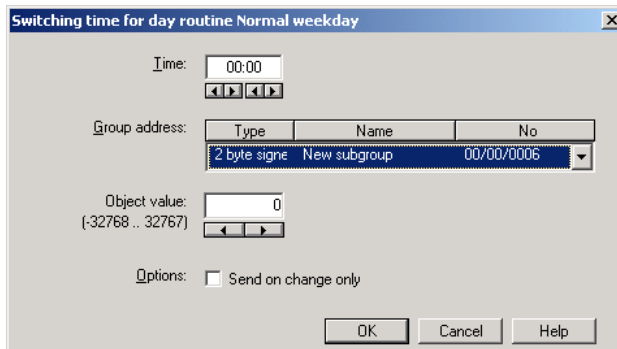 Switching time for day routine Normal weekday
Time: 00:00
Group address: Type Name No
2 byte signe New subgroup 00/00/0006
Object value: 0
(-32768 .. 32767)
Options: Send on change only
OK Cancel Help